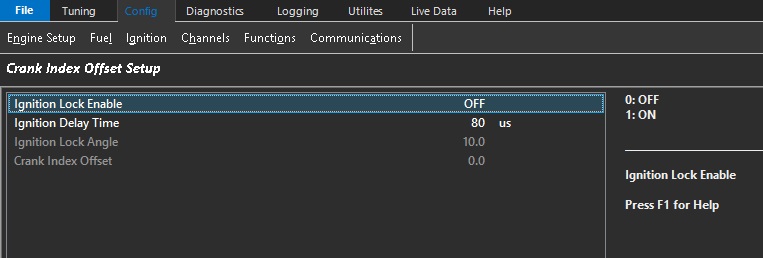 File Tuning Config Diagnostics Logging Utilites Live Data Help
Engine Setup Fuel Ignition Channels Functions Communications
Crank Index Offset Setup
Ignition Lock Enable OFF
Ignition Delay Time 80 us
Ignition Lock Angle 10.0
Crank Index Offset 0.0
0: OFF
1: ON
Ignition Lock Enable
Press F1 for Help